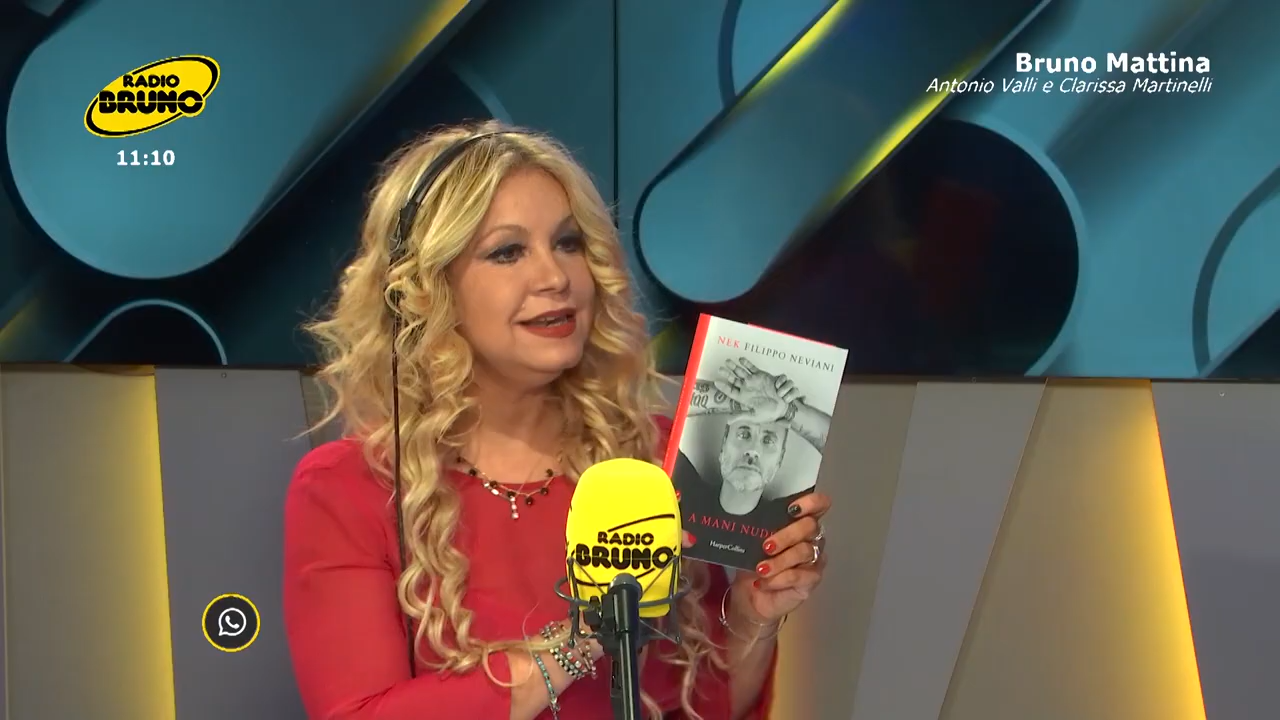 RADIO
BRUNO
11:10
Bruno Mattina
Antonio Valli e Clarissa Martinelli
NEK FILIPPO NEVIANI
A MANI NUDE
HarperCollins
RADIO
BRUNO